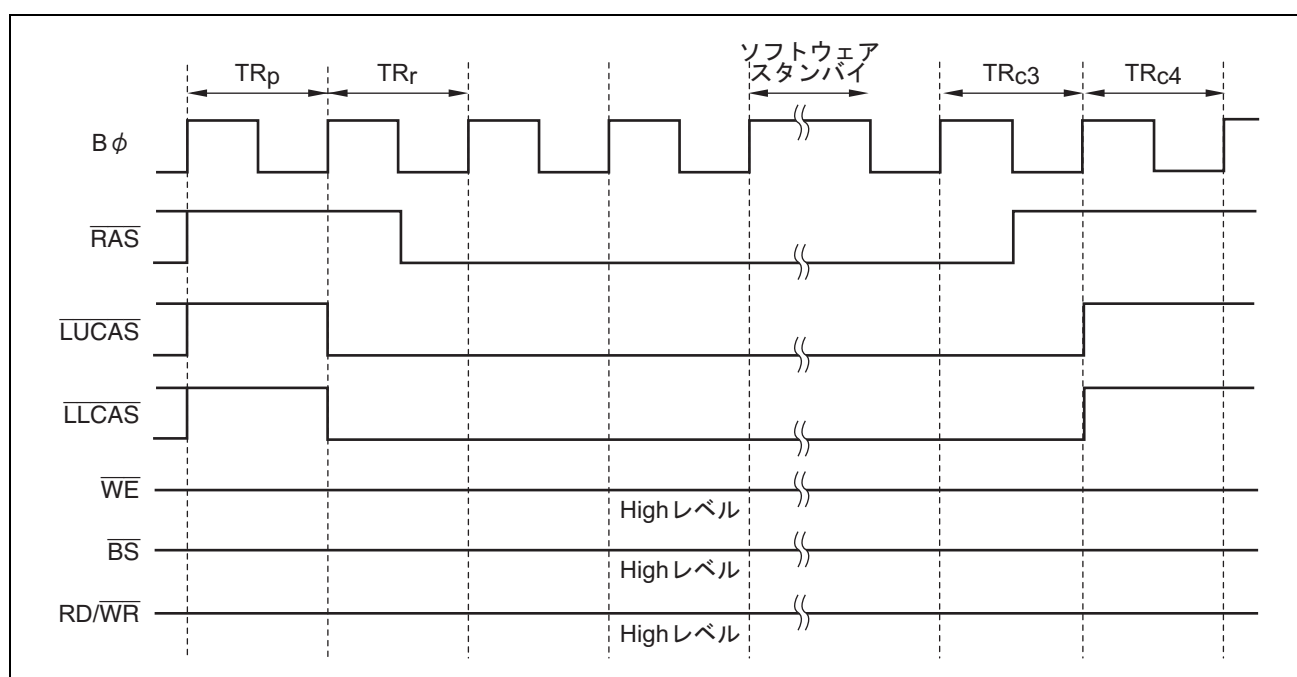 ソフトウェア
スタンバイ
TRp TRr TRc3 TRc4
Bφ
RAS
LUCAS
LLCAS
WE
Highレベル
BS
Highレベル
RD/WR
Highレベル